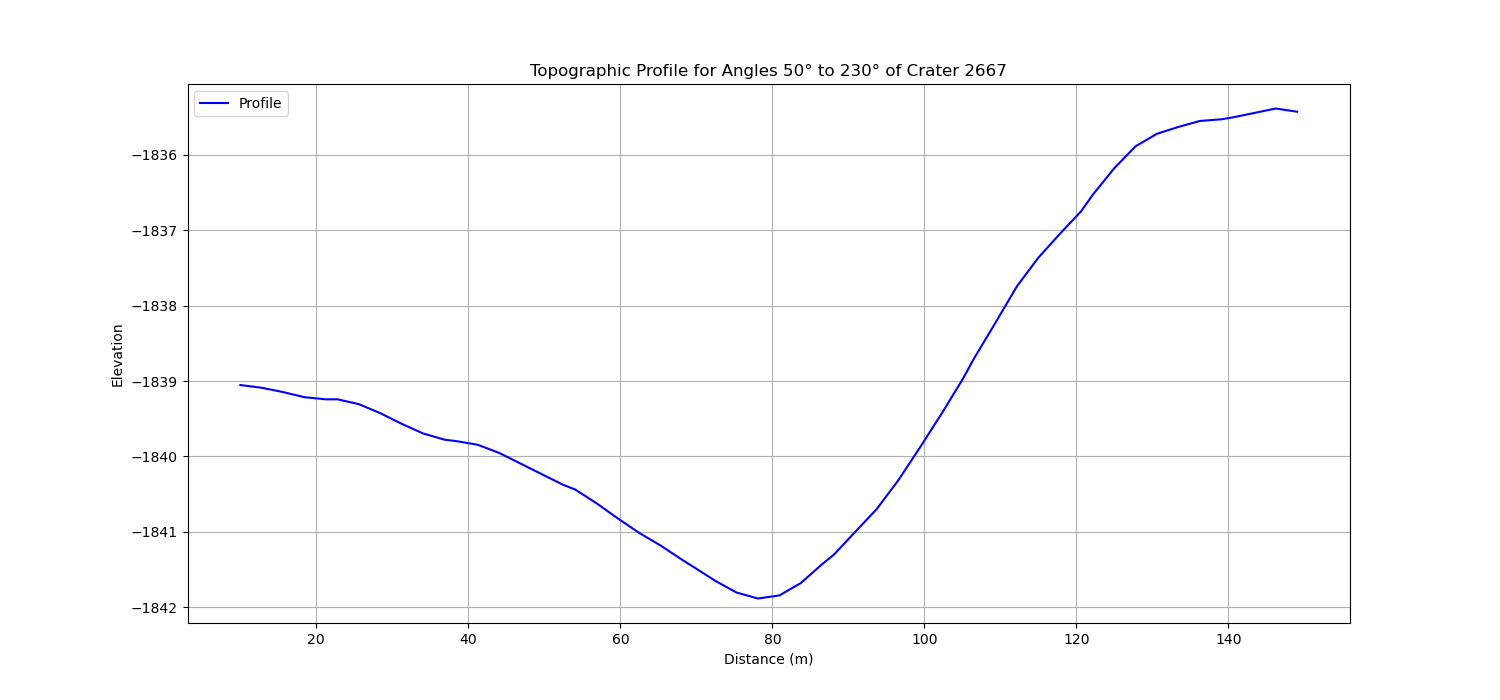 Topographic Profile for Angles 50° to 230° of Crater 2667
Profile
−1836
−1837
−1838
−1839
−1840
−1841
−1842
Elevation
20 40 60 80 100 120 140
Distance (m)